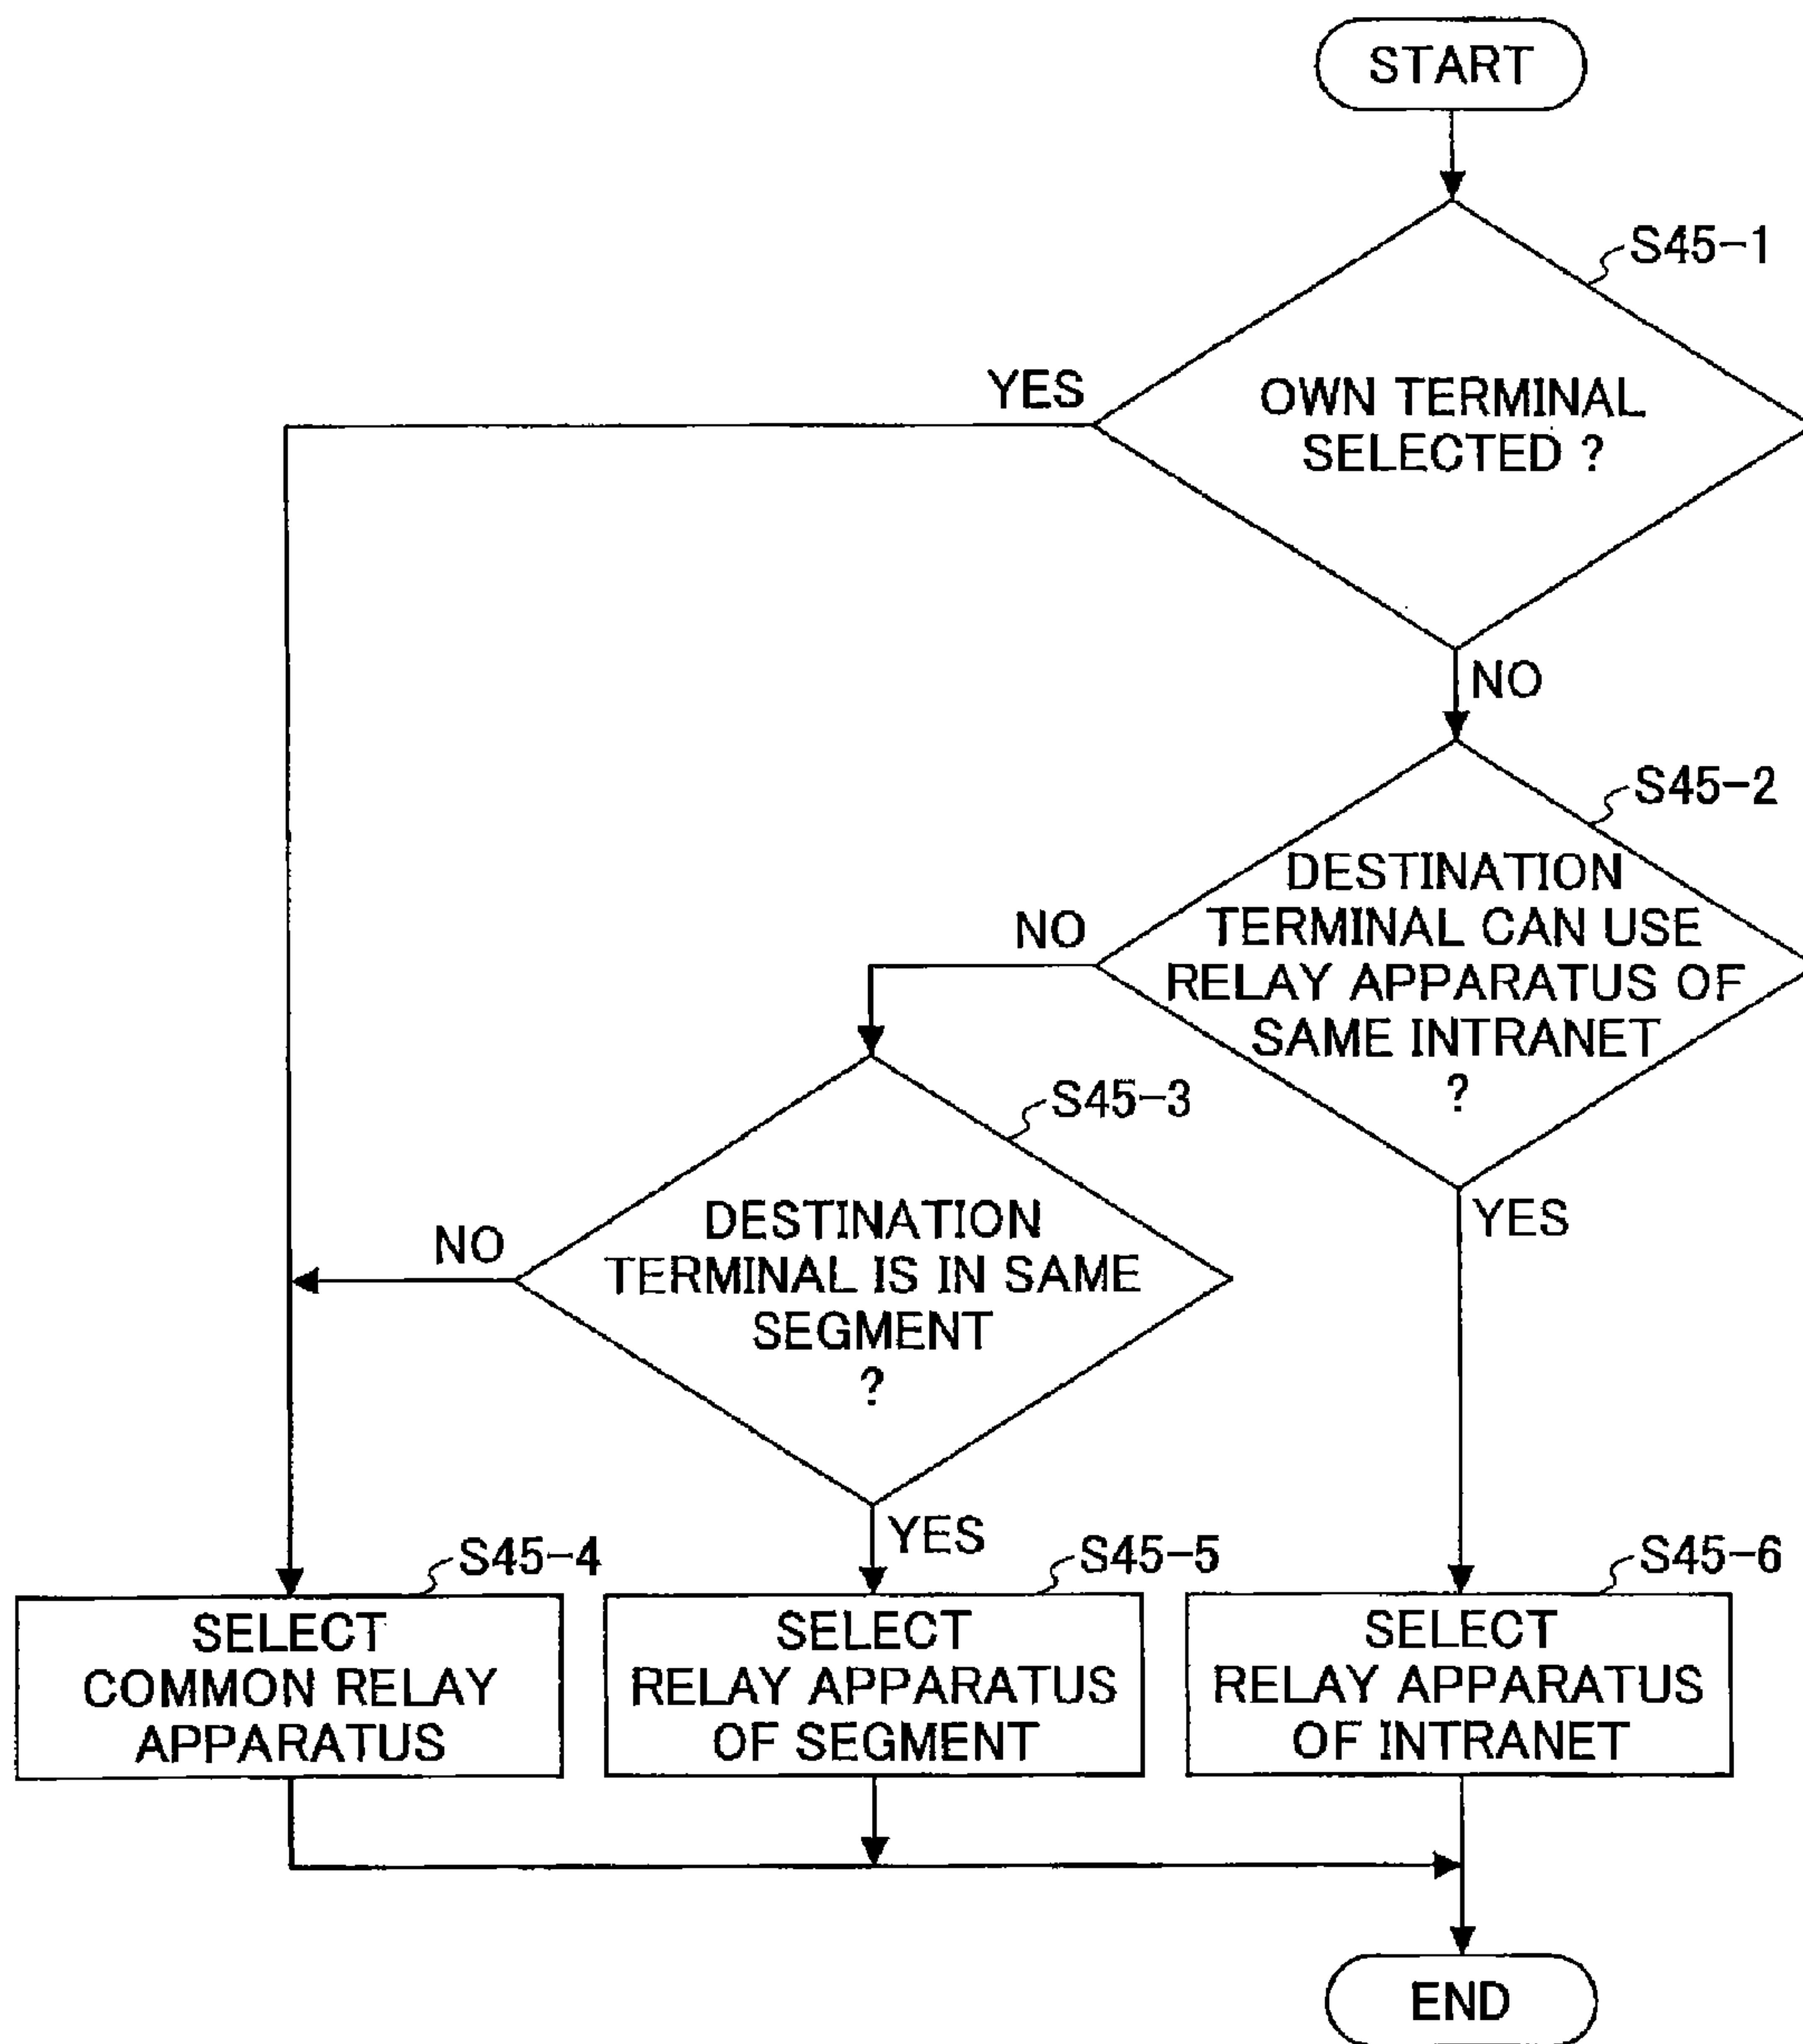 START
S45-1
YES
OWN TERMINAL
SELECTED ?
NO
S45-2
DESTINATION
TERMINAL CAN USE
RELAY APPARATUS OF
SAME INTRANET
?
NO
S45-3
YES
DESTINATION
TERMINAL IS IN SAME
SEGMENT
?
NO
YES
S45-4
SELECT
COMMON RELAY
APPARATUS
S45-5
SELECT
RELAY APPARATUS
OF SEGMENT
S45-6
SELECT
RELAY APPARATUS
OF INTRANET
END